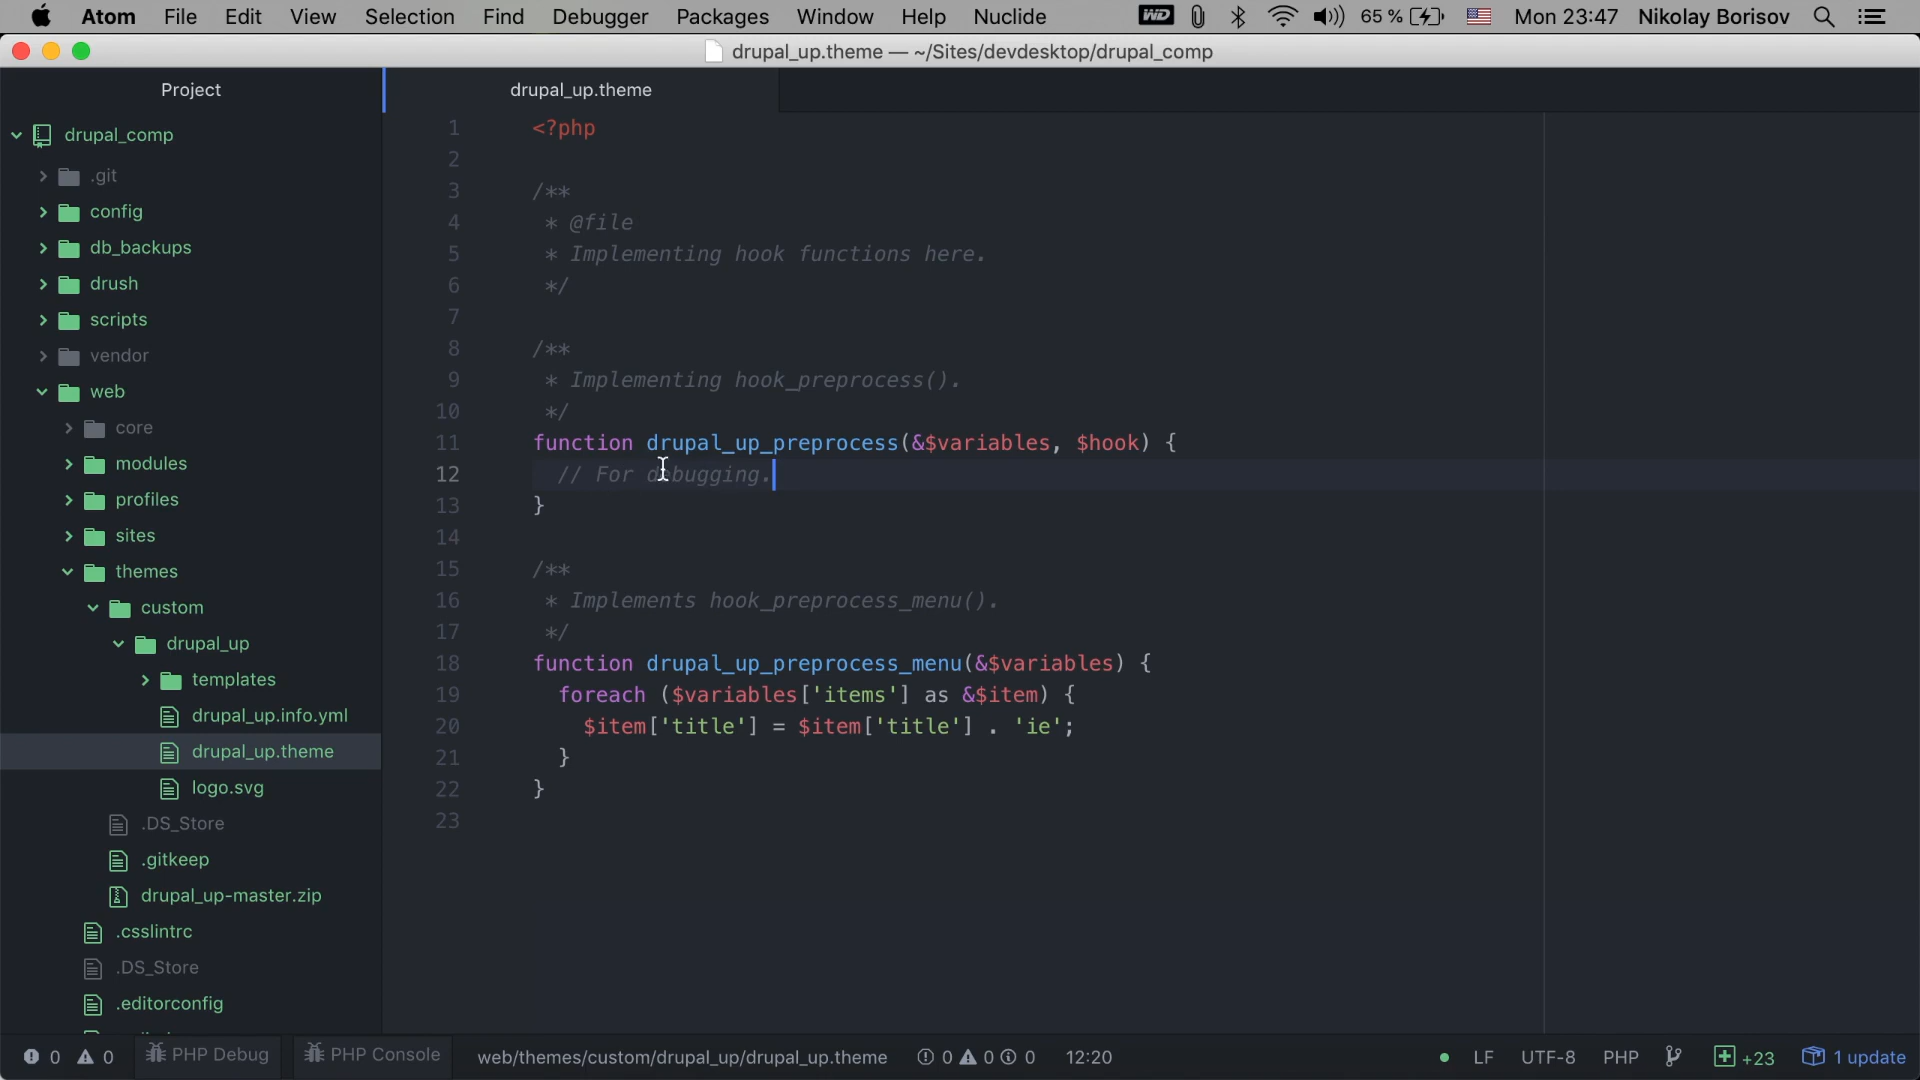 Atom File Edit View Selection Find Debugger Packages Window Help Nuclide WD 65 % Mon 23:47 Nikolay Borisov
drupal_up.theme — ~/Sites/devdesktop/drupal_comp
Project
drupal_up.theme
drupal_comp
.git
config
db_backups
drush
scripts
vendor
web
core
modules
profiles
sites
themes
custom
drupal_up
templates
drupal_up.info.yml
drupal_up.theme
logo.svg
.DS_Store
.gitkeep
drupal_up-master.zip
.csslintrc
.DS_Store
.editorconfig
1 <?php
2
3 /**
4 * @file
5 * Implementing hook functions here.
6 */
7
8 /**
9 * Implementing hook_preprocess().
10 */
11 function drupal_up_preprocess(&$variables, $hook) {
12 // For debugging.
13 }
14
15 /**
16 * Implements hook_preprocess_menu().
17 */
18 function drupal_up_preprocess_menu(&$variables) {
19 foreach ($variables['items'] as &$item) {
20 $item['title'] = $item['title'] . 'ie';
21 }
22 }
23
0 0 PHP Debug PHP Console web/themes/custom/drupal_up/drupal_up.theme 0 0 0 12:20 LF UTF-8 PHP +23 1 update